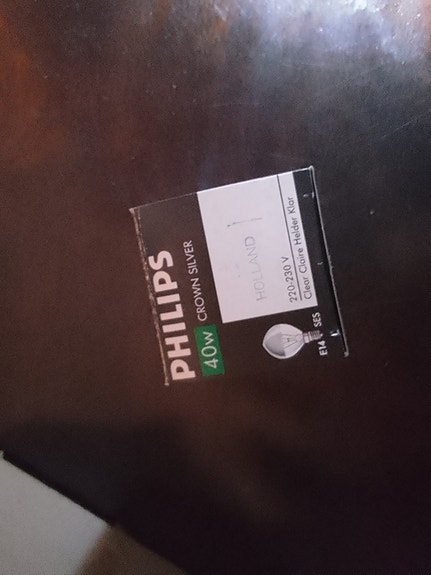 PHILIPS
40W CROWN SILVER
HOLLAND
220-230 V
Clear Claire Helder Klar
E14 SES